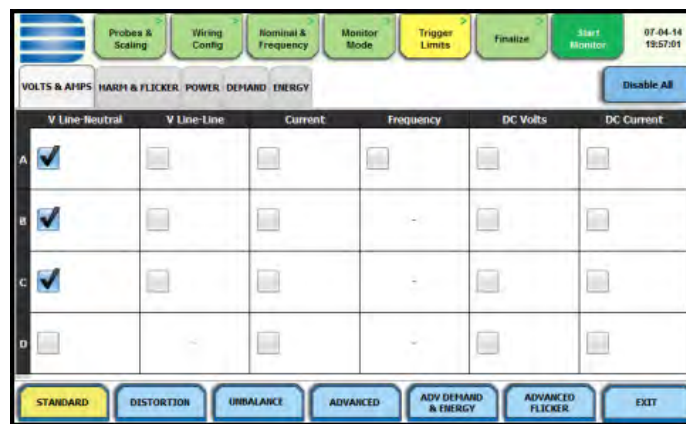 Probes & Scaling
Wiring Config
Nominal & Frequency
Monitor Mode
Trigger Limits
Finalize
Start Monitor
07-04-14
19:57:01
VOLTS & AMPS HARM & FLICKER POWER DEMAND ENERGY
Disable All
V Line-Neutral V Line-Line Current Frequency DC Volts DC Current
A
B -
C -
D - -
STANDARD
DISTORTION
UNBALANCE
ADVANCED
ADV DEMAND & ENERGY
ADVANCED FLICKER
EXIT